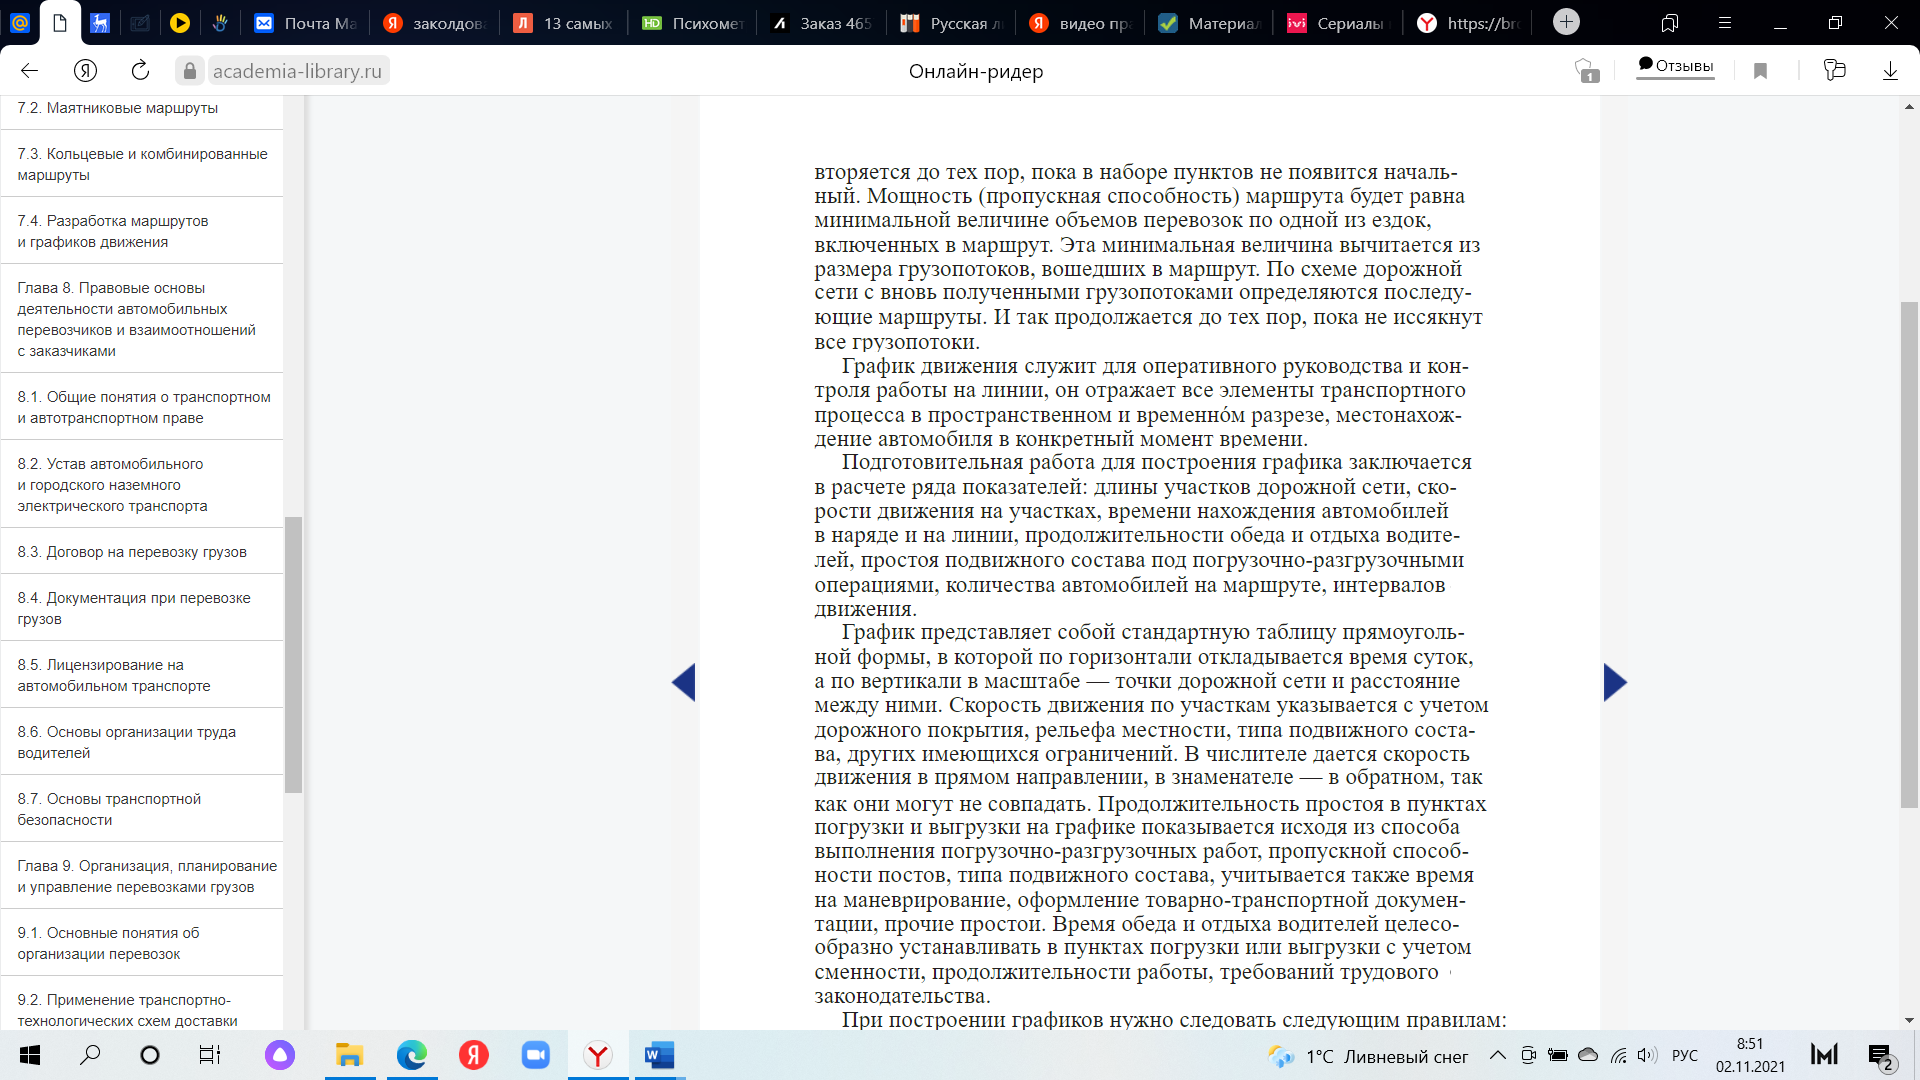 Почта Ма
заколдова
13 самых
Психомет
Заказ 465
Русская л
видео пра
Материал
Сериалы
https://bro
academia-library.ru
Онлайн-ридер
1
Отзывы
7.2. Маятниковые маршруты
7.3. Кольцевые и комбинированные
маршруты
7.4. Разработка маршрутов
и графиков движения
Глава 8. Правовые основы
деятельности автомобильных
перевозчиков и взаимоотношений
с заказчиками
8.1. Общие понятия о транспортном
и автотранспортном праве
8.2. Устав автомобильного
и городского наземного
электрического транспорта
8.3. Договор на перевозку грузов
8.4. Документация при перевозке
грузов
8.5. Лицензирование на
автомобильном транспорте
8.6. Основы организации труда
водителей
8.7. Основы транспортной
безопасности
Глава 9. Организация, планирование
и управление перевозками грузов
9.1. Основные понятия об
организации перевозок
9.2. Применение транспортно-
технологических схем доставки
вторяется до тех пор, пока в наборе пунктов не появится началь-
ный. Мощность (пропускная способность) маршрута будет равна
минимальной величине объемов перевозок по одной из ездок,
включенных в маршрут. Эта минимальная величина вычитается из
размера грузопотоков, вошедших в маршрут. По схеме дорожной
сети с вновь полученными грузопотоками определяются последу-
ющие маршруты. И так продолжается до тех пор, пока не иссякнут
все грузопотоки.
График движения служит для оперативного руководства и кон-
троля работы на линии, он отражает все элементы транспортного
процесса в пространственном и временно́м разрезе, местонахож-
дение автомобиля в конкретный момент времени.
Подготовительная работа для построения графика заключается
в расчете ряда показателей: длины участков дорожной сети, ско-
рости движения на участках, времени нахождения автомобилей
в наряде и на линии, продолжительности обеда и отдыха водите-
лей, простоя подвижного состава под погрузочно-разгрузочными
операциями, количества автомобилей на маршруте, интервалов
движения.
График представляет собой стандартную таблицу прямоуголь-
ной формы, в которой по горизонтали откладывается время суток,
а по вертикали в масштабе — точки дорожной сети и расстояние
между ними. Скорость движения по участкам указывается с учетом
дорожного покрытия, рельефа местности, типа подвижного соста-
ва, других имеющихся ограничений. В числителе дается скорость
движения в прямом направлении, в знаменателе — в обратном, так
как они могут не совпадать. Продолжительность простоя в пунктах
погрузки и выгрузки на графике показывается исходя из способа
выполнения погрузочно-разгрузочных работ, пропускной способ-
ности постов, типа подвижного состава, учитывается также время
на маневрирование, оформление товарно-транспортной докумен-
тации, прочие простои. Время обеда и отдыха водителей целесо-
образно устанавливать в пунктах погрузки или выгрузки с учетом
сменности, продолжительности работы, требований трудового
законодательства.
При построении графиков нужно следовать следующим правилам:
1°C Ливневый снег
РУС
8:51
02.11.2021
2